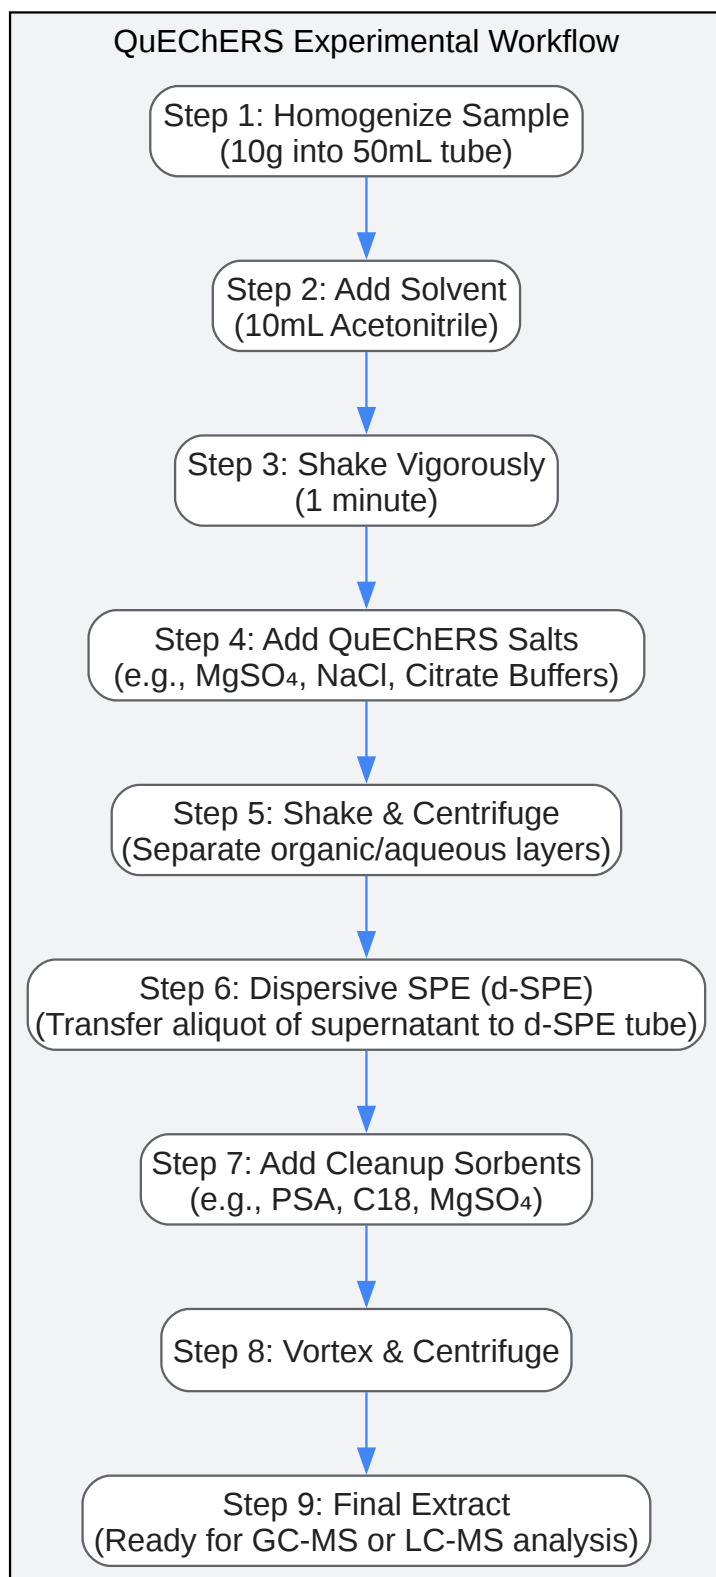 QuEChERS Experimental Workflow
Step 1: Homogenize Sample
(10g into 50mL tube)
Step 2: Add Solvent
(10mL Acetonitrile)
Step 3: Shake Vigorously
(1 minute)
Step 4: Add QuEChERS Salts
(e.g., MgSO₄, NaCl, Citrate Buffers)
Step 5: Shake & Centrifuge
(Separate organic/aqueous layers)
Step 6: Dispersive SPE (d-SPE)
(Transfer aliquot of supernatant to d-SPE tube)
Step 7: Add Cleanup Sorbents
(e.g., PSA, C18, MgSO₄)
Step 8: Vortex & Centrifuge
Step 9: Final Extract
(Ready for GC-MS or LC-MS analysis)